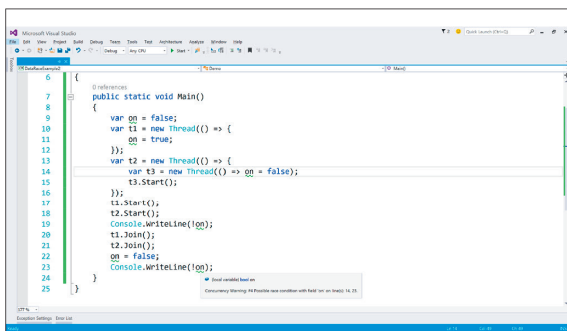 Microsoft Visual Studio
Quick Launch (Ctrl+Q)
File Edit View Project Build Debug Team Tools Test Architecture Analyze Window Help
Debug Any CPU Start
Toolbox
DataRaceExample2 Demo Main()
6 {
0 references
7 public static void Main()
8 {
9 var on = false;
10 var t1 = new Thread(() => {
11 on = true;
12 });
13 var t2 = new Thread(() => {
14 var t3 = new Thread(() => on = false);
15 t3.Start();
16 });
17 t1.Start();
18 t2.Start();
19 Console.WriteLine(!on);
20 t1.Join();
21 t2.Join();
22 on = false;
23 Console.WriteLine(!on);
24 }
(local variable) bool on
25 }
Concurrency Warning: #4 Possible race condition with field 'on' on line(s): 14, 23.
177 %
Exception Settings Error List
Ready